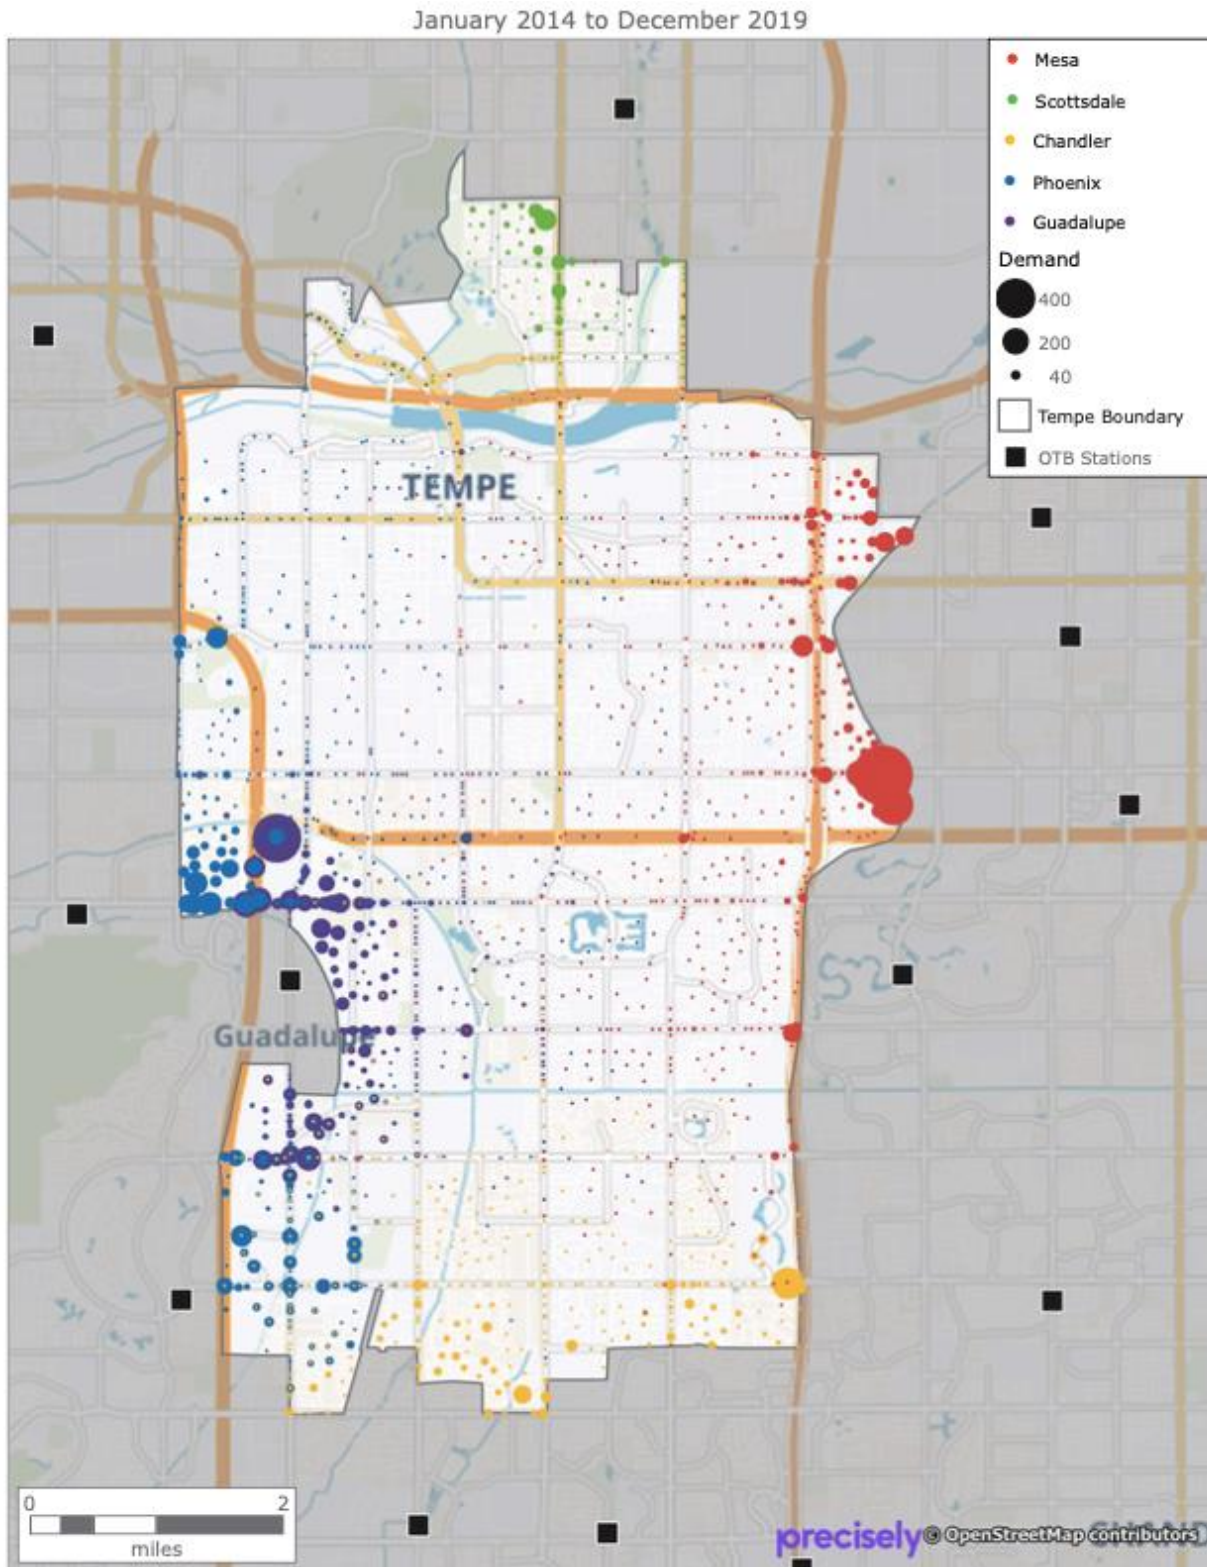 January 2014 to December 2019
Mesa
Scottsdale
Chandler
Phoenix
Guadalupe
Demand
400
200
40
Tempe Boundary
OTB Stations
TEMPE
Guadalupe
0 2
miles
precisely © OpenStreetMap contributors
CHAND